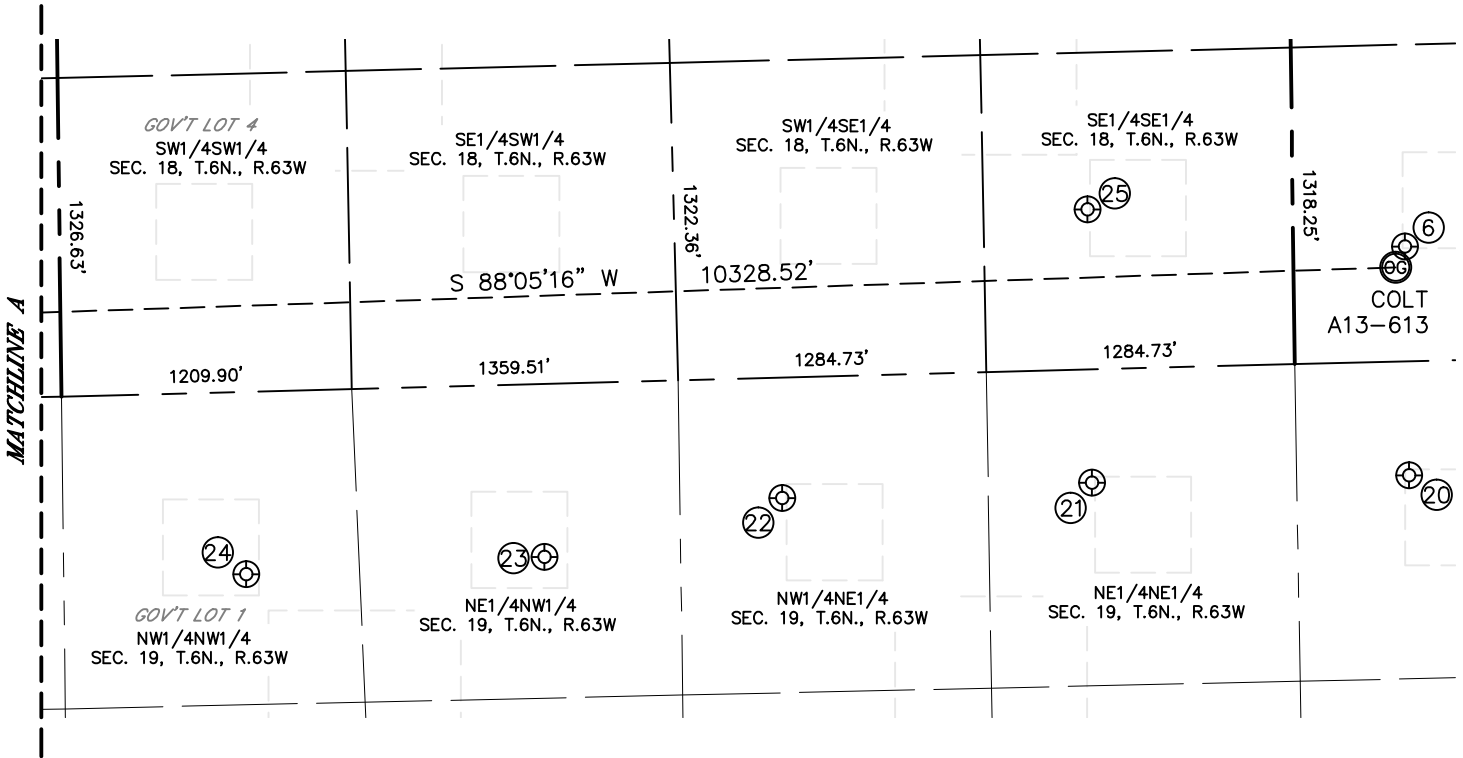 GOV'T LOT 4
SW1/4SW1/4
SEC. 18, T.6N., R.63W
SE1/4SW1/4
SEC. 18, T.6N., R.63W
SW1/4SE1/4
SEC. 18, T.6N., R.63W
SE1/4SE1/4
SEC. 18, T.6N., R.63W
1326.63'
1322.36'
1318.25'
25
6
OG
COLT
A13-613
S 88°05'16" W 10328.52'
MATCHLINE A
1209.90'
1359.51'
1284.73'
1284.73'
24
23
22
21
20
GOV'T LOT 1
NW1/4NW1/4
SEC. 19, T.6N., R.63W
NE1/4NW1/4
SEC. 19, T.6N., R.63W
NW1/4NE1/4
SEC. 19, T.6N., R.63W
NE1/4NE1/4
SEC. 19, T.6N., R.63W